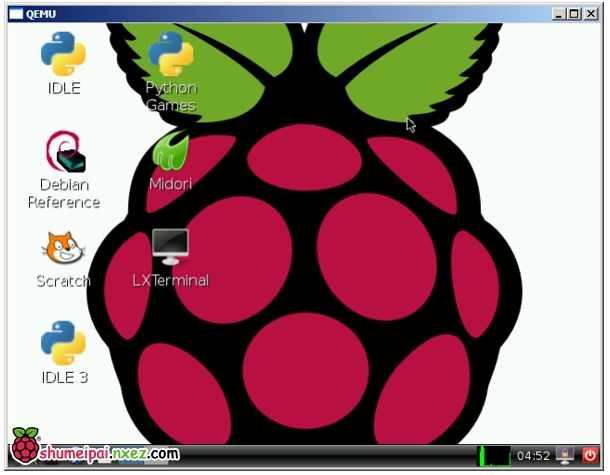 QEMU
IDLE
Python
Games
Debian
Reference
Midori
Scratch
LXTerminal
IDLE 3
shumeipai.nxez.com
04:52